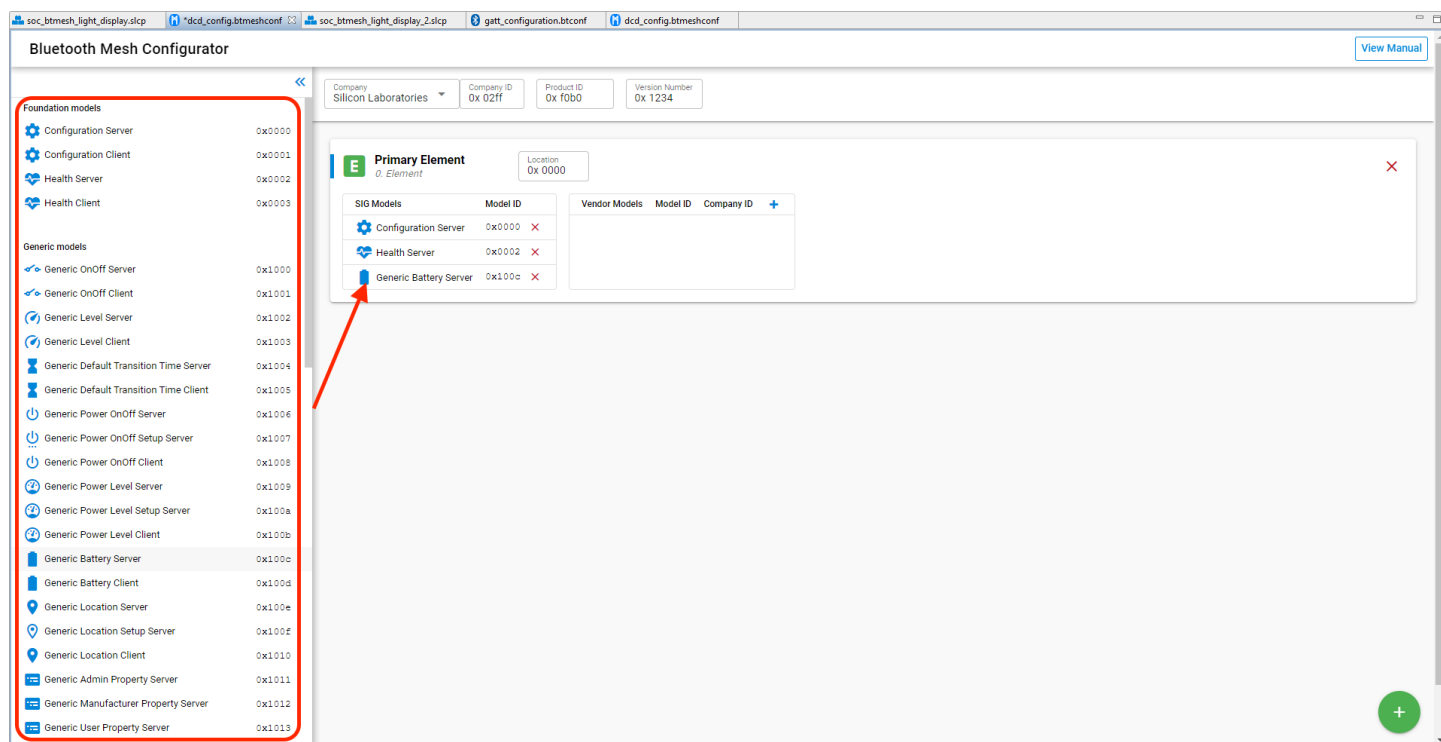 soc_btmesh_light_display.slcp *dcd_config.btmeshconf soc_btmesh_light_display_2.slcp gatt_configuration.btconf dcd_config.btmeshconf
Bluetooth Mesh Configurator View Manual
Foundation models
Configuration Server 0x0000
Configuration Client 0x0001
Health Server 0x0002
Health Client 0x0003
Generic models
Generic OnOff Server 0x1000
Generic OnOff Client 0x1001
Generic Level Server 0x1002
Generic Level Client 0x1003
Generic Default Transition Time Server 0x1004
Generic Default Transition Time Client 0x1005
Generic Power OnOff Server 0x1006
Generic Power OnOff Setup Server 0x1007
Generic Power OnOff Client 0x1008
Generic Power Level Server 0x1009
Generic Power Level Setup Server 0x100a
Generic Power Level Client 0x100b
Generic Battery Server 0x100c
Generic Battery Client 0x100d
Generic Location Server 0x100e
Generic Location Setup Server 0x100f
Generic Location Client 0x1010
Generic Admin Property Server 0x1011
Generic Manufacturer Property Server 0x1012
Generic User Property Server 0x1013
Company Company ID Product ID Version Number
Silicon Laboratories 0x 02ff 0x f0b0 0x 1234
E Primary Element Location
0. Element 0x 0000
SIG Models Model ID Vendor Models Model ID Company ID +
Configuration Server 0x0000
Health Server 0x0002
Generic Battery Server 0x100c